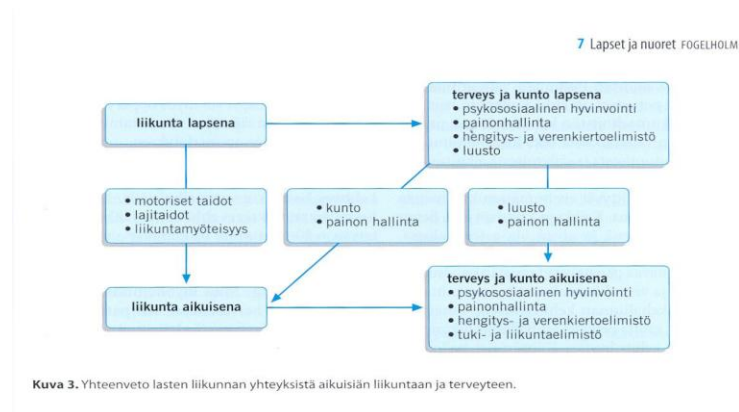 7 Lapset ja nuoret FOGELHOLM
liikunta lapsena
terveys ja kunto lapsena
• psykososiaalinen hyvinvointi
• painonhallinta
• hengitys- ja verenkiertoelimistö
• luusto
• motoriset taidot
• lajitaidot
• liikuntamyöteisyys
• kunto
• painon hallinta
• luusto
• painon hallinta
liikunta aikuisena
terveys ja kunto aikuisena
• psykososiaalinen hyvinvointi
• painonhallinta
• hengitys- ja verenkiertoelimistö
• tuki- ja liikuntaelimistö
Kuva 3. Yhteenveto lasten liikunnan yhteyksistä aikuisiän liikuntaan ja terveyteen.